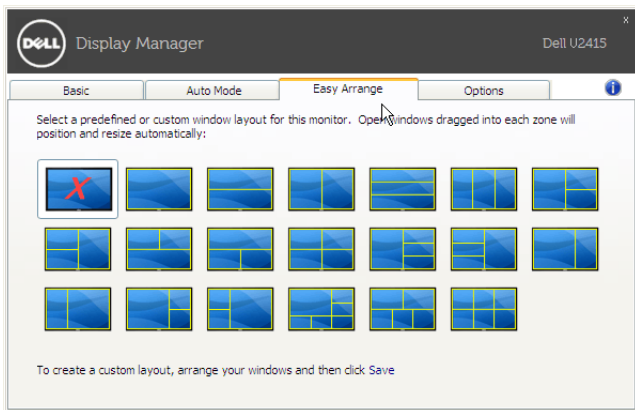 x
DELL Display Manager Dell U2415
Basic Auto Mode Easy Arrange Options i
Select a predefined or custom window layout for this monitor. Open windows dragged into each zone will
position and resize automatically:
X
To create a custom layout, arrange your windows and then click Save